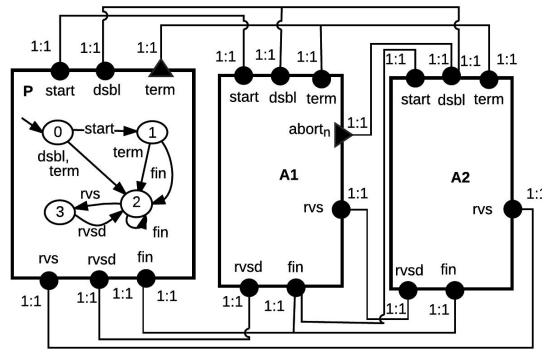 1:1 1:1 1:1 1:1 1:1 1:1 1:1 1:1 1:1
P start dsbl term
start dsbl term
start dsbl term
0 start 1
dsbl, term
term
fin
abortn 1:1
A1
A2
rvs 1:1
rvs 1:1
3 rvs 2
rvsd
fin
rvs rvsd fin
rvsd fin
rvsd fin
1:1 1:1 1:1 1:1 1:1 1:1 1:1 1:1